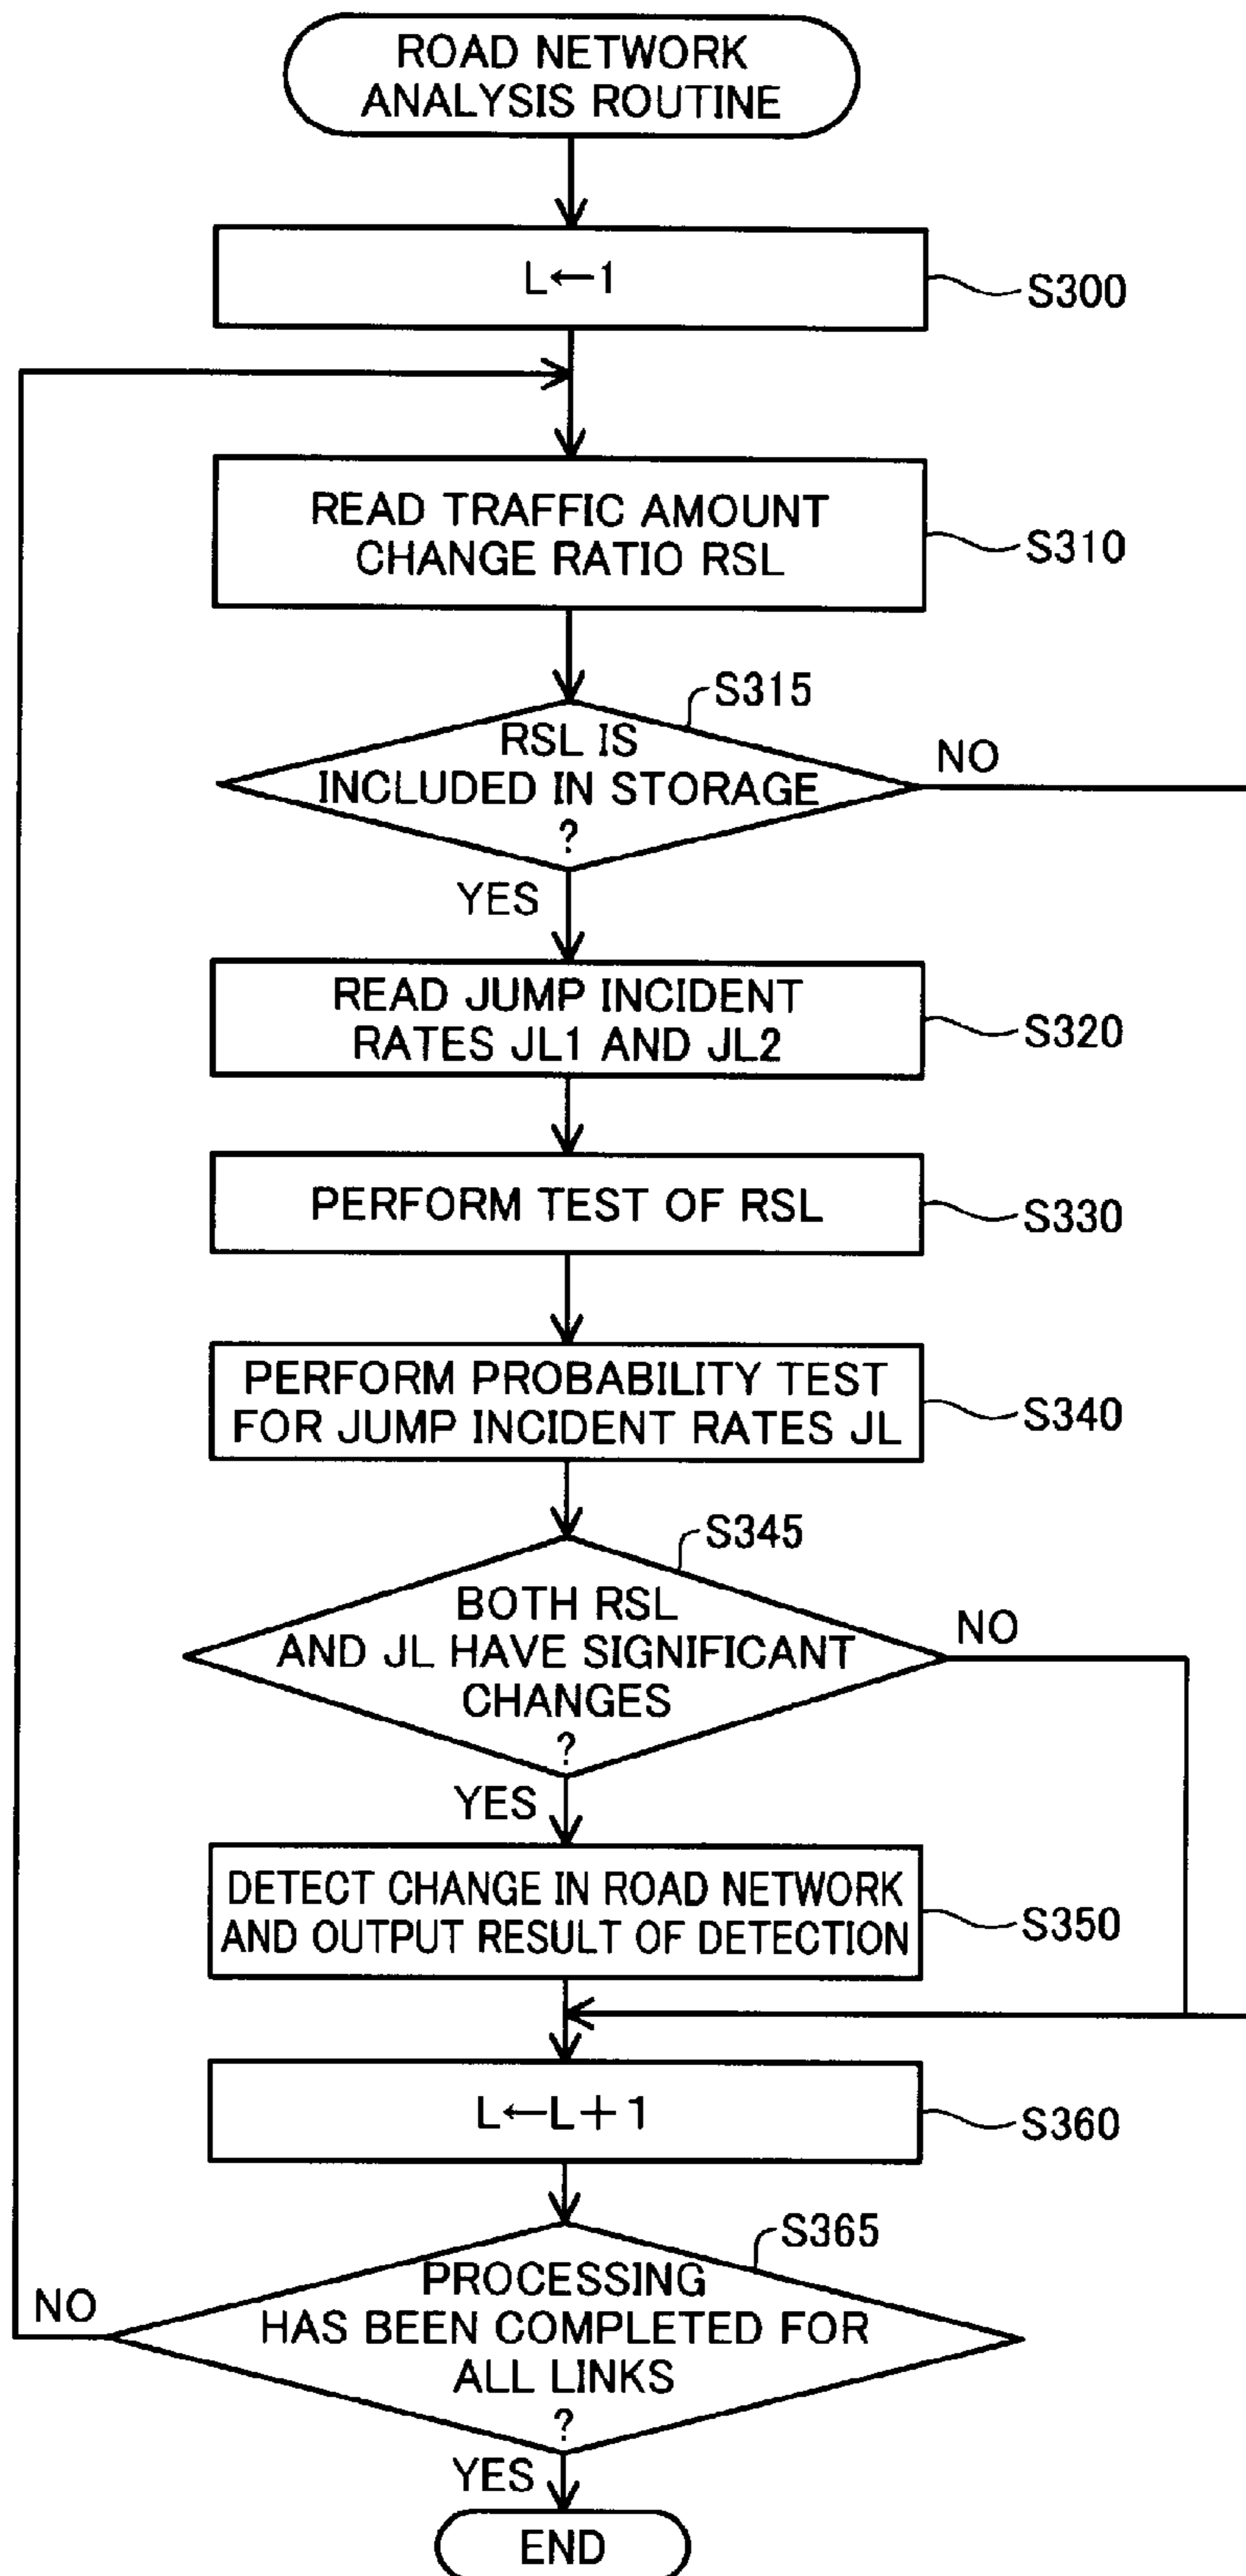 ROAD NETWORK
ANALYSIS ROUTINE
L←1
S300
READ TRAFFIC AMOUNT
CHANGE RATIO RSL
S310
S315
RSL IS
INCLUDED IN STORAGE
?
NO
YES
READ JUMP INCIDENT
RATES JL1 AND JL2
S320
PERFORM TEST OF RSL
S330
PERFORM PROBABILITY TEST
FOR JUMP INCIDENT RATES JL
S340
S345
BOTH RSL
AND JL HAVE SIGNIFICANT
CHANGES
?
NO
YES
DETECT CHANGE IN ROAD NETWORK
AND OUTPUT RESULT OF DETECTION
S350
L←L+1
S360
S365
PROCESSING
HAS BEEN COMPLETED FOR
ALL LINKS
?
NO
YES
END